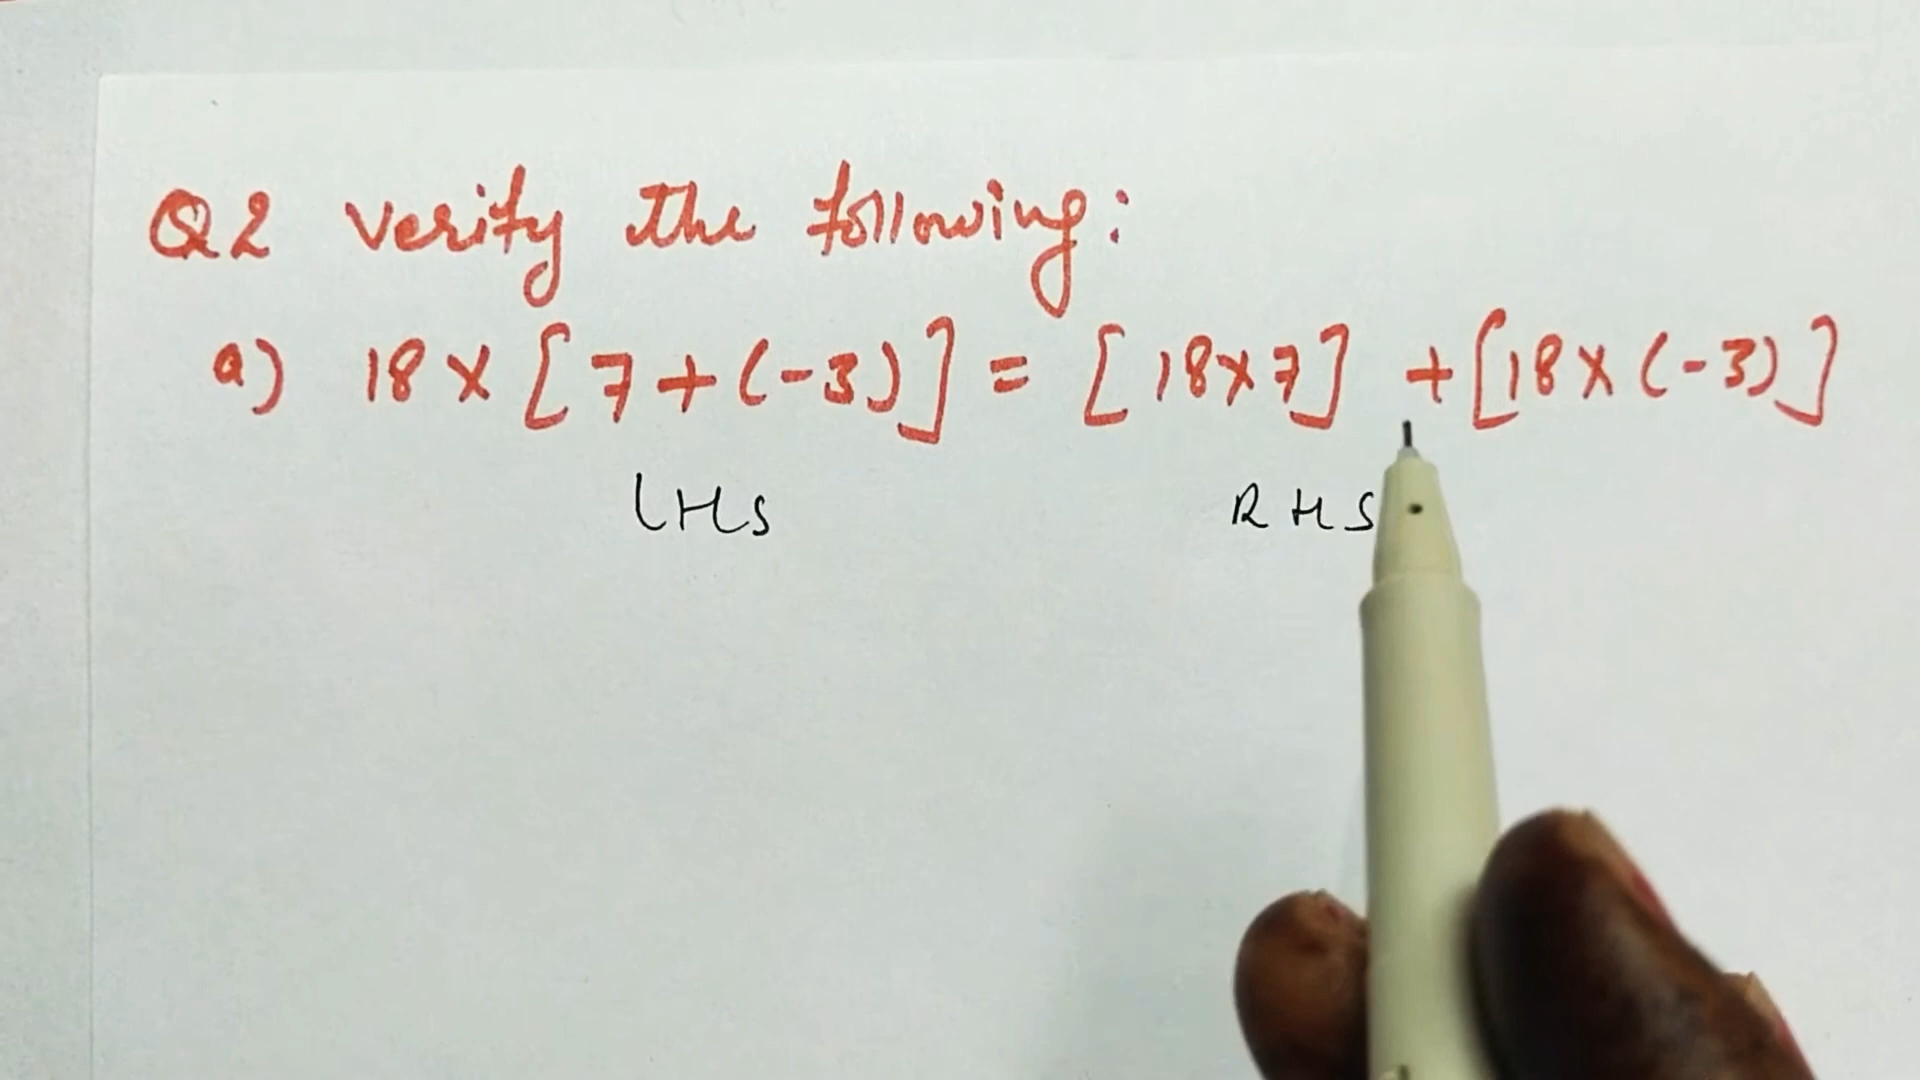 Q2 verify the following:
a) 18 × [7+(-3)] = [18×7] + [18×(-3)]
LHS RHS